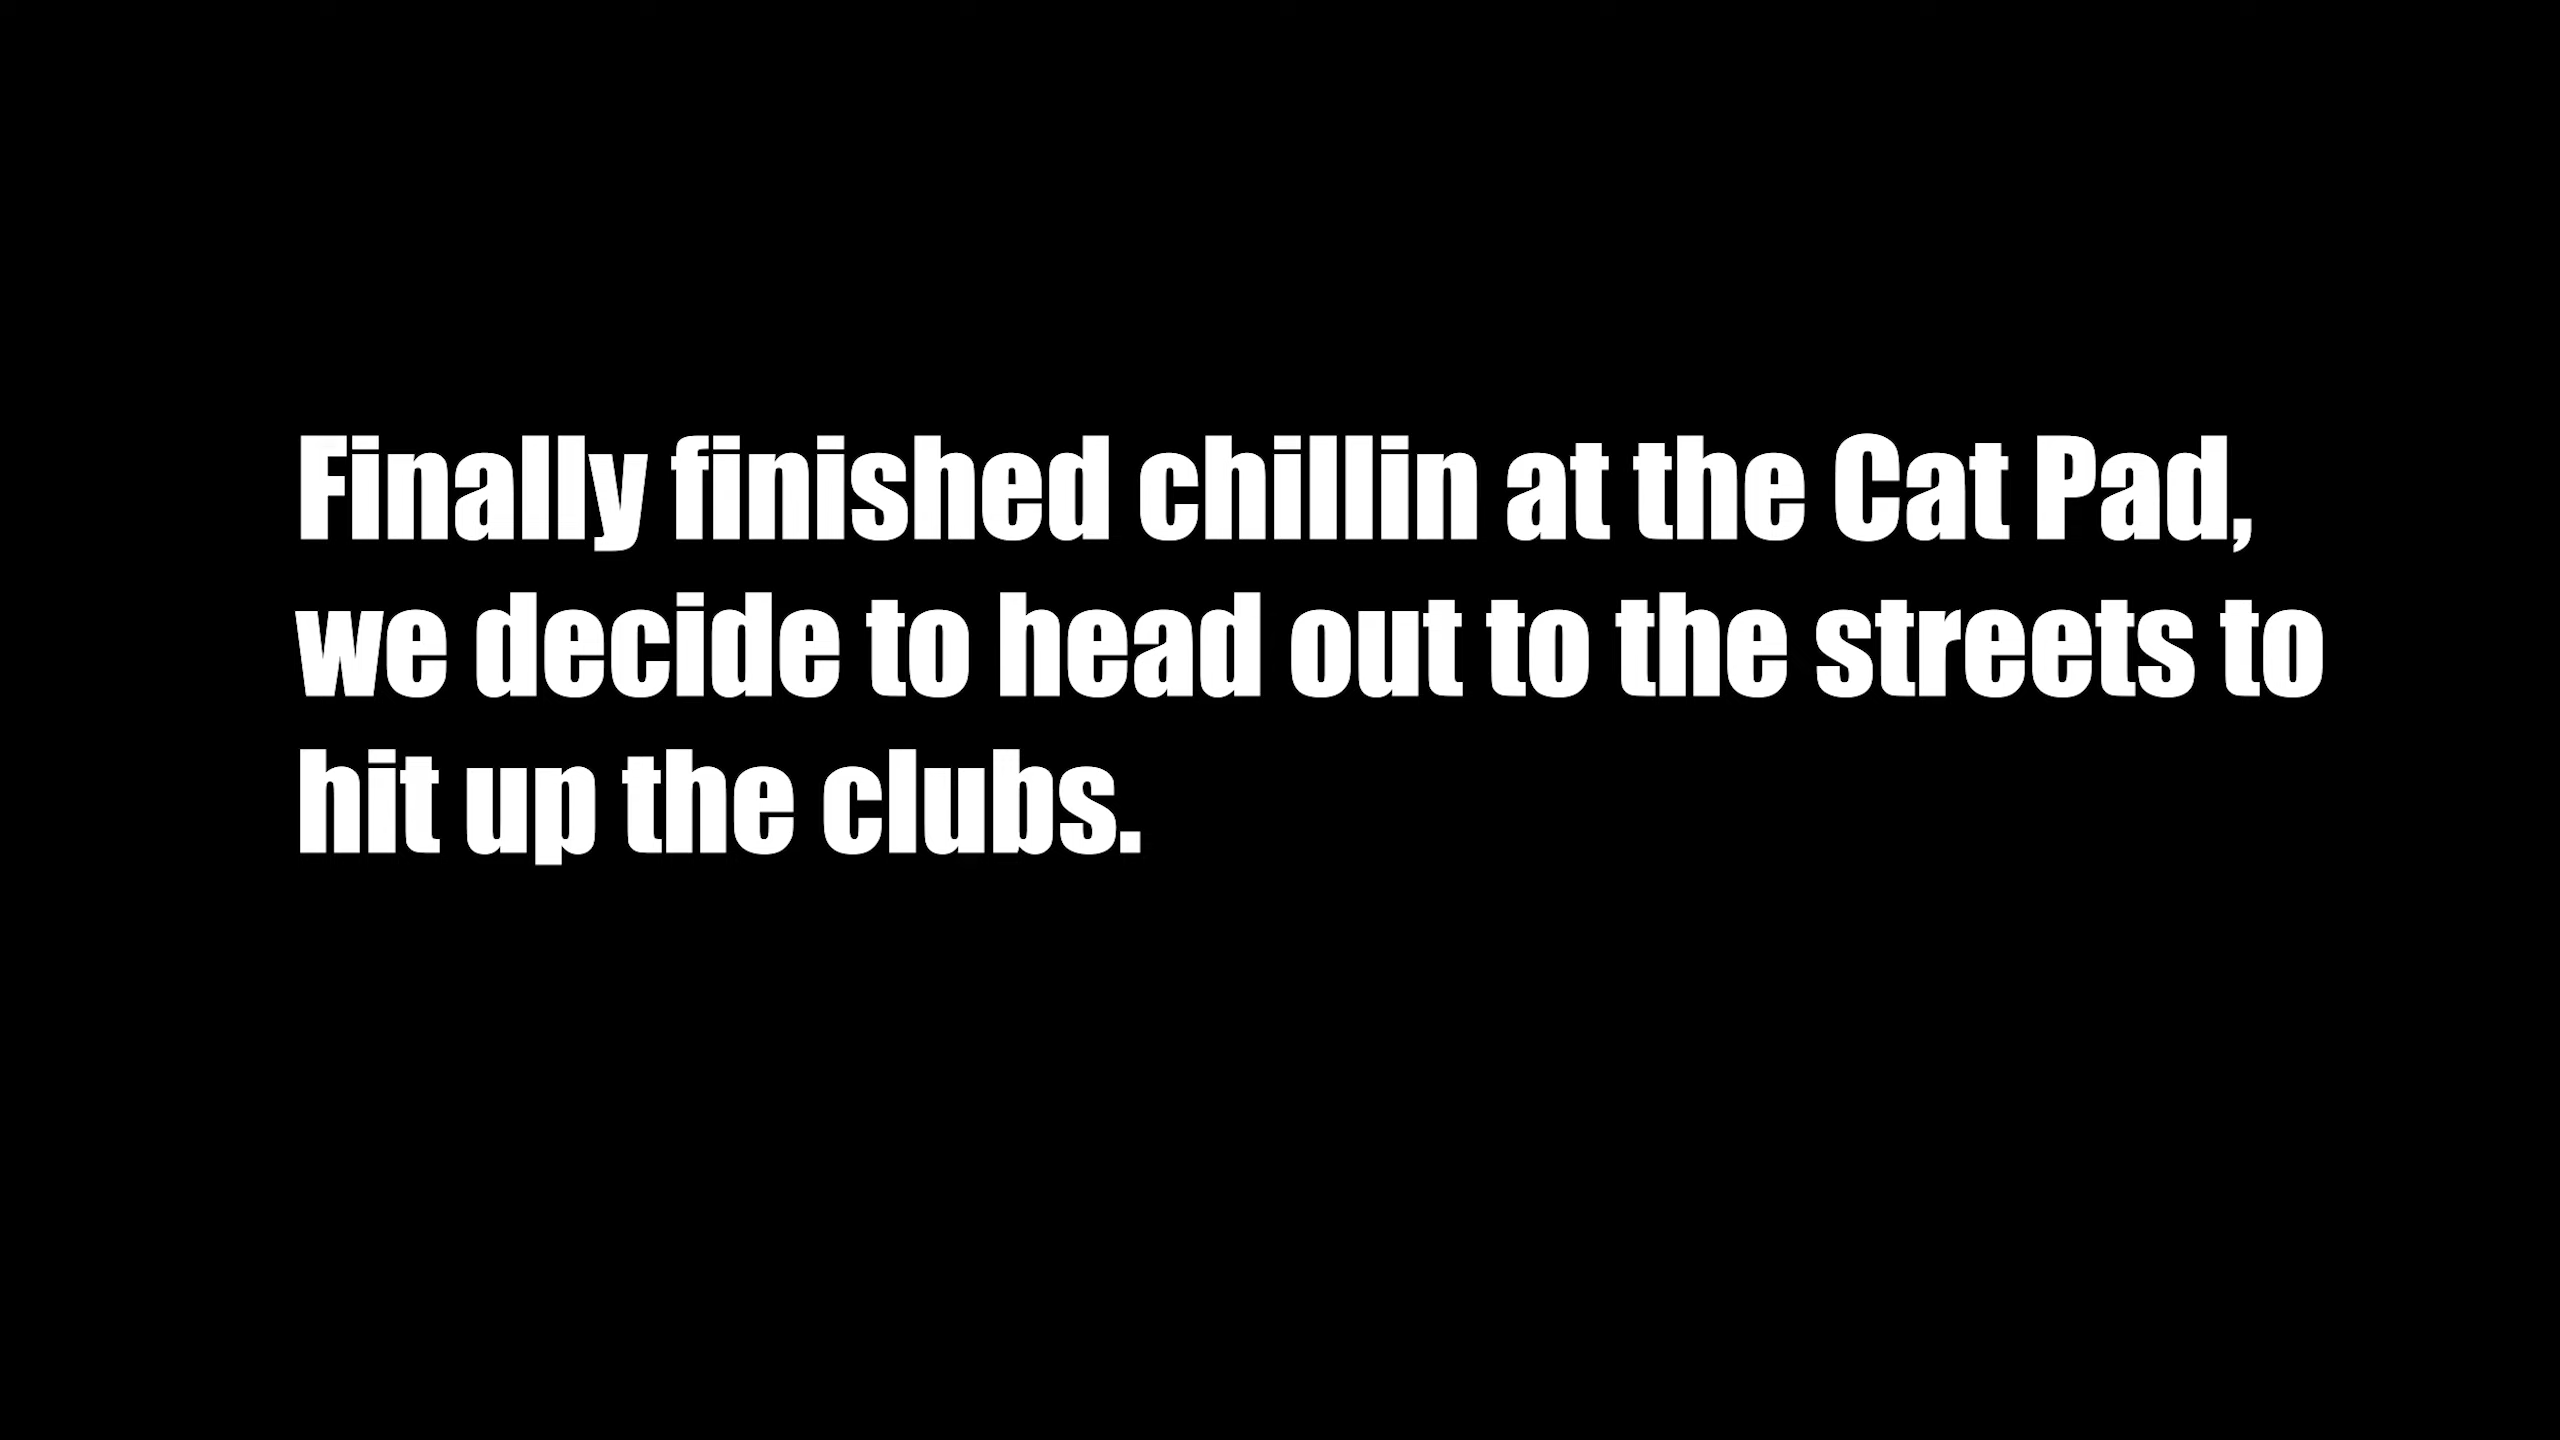 Finally finished chillin at the Cat Pad,
we decide to head out to the streets to
hit up the clubs.